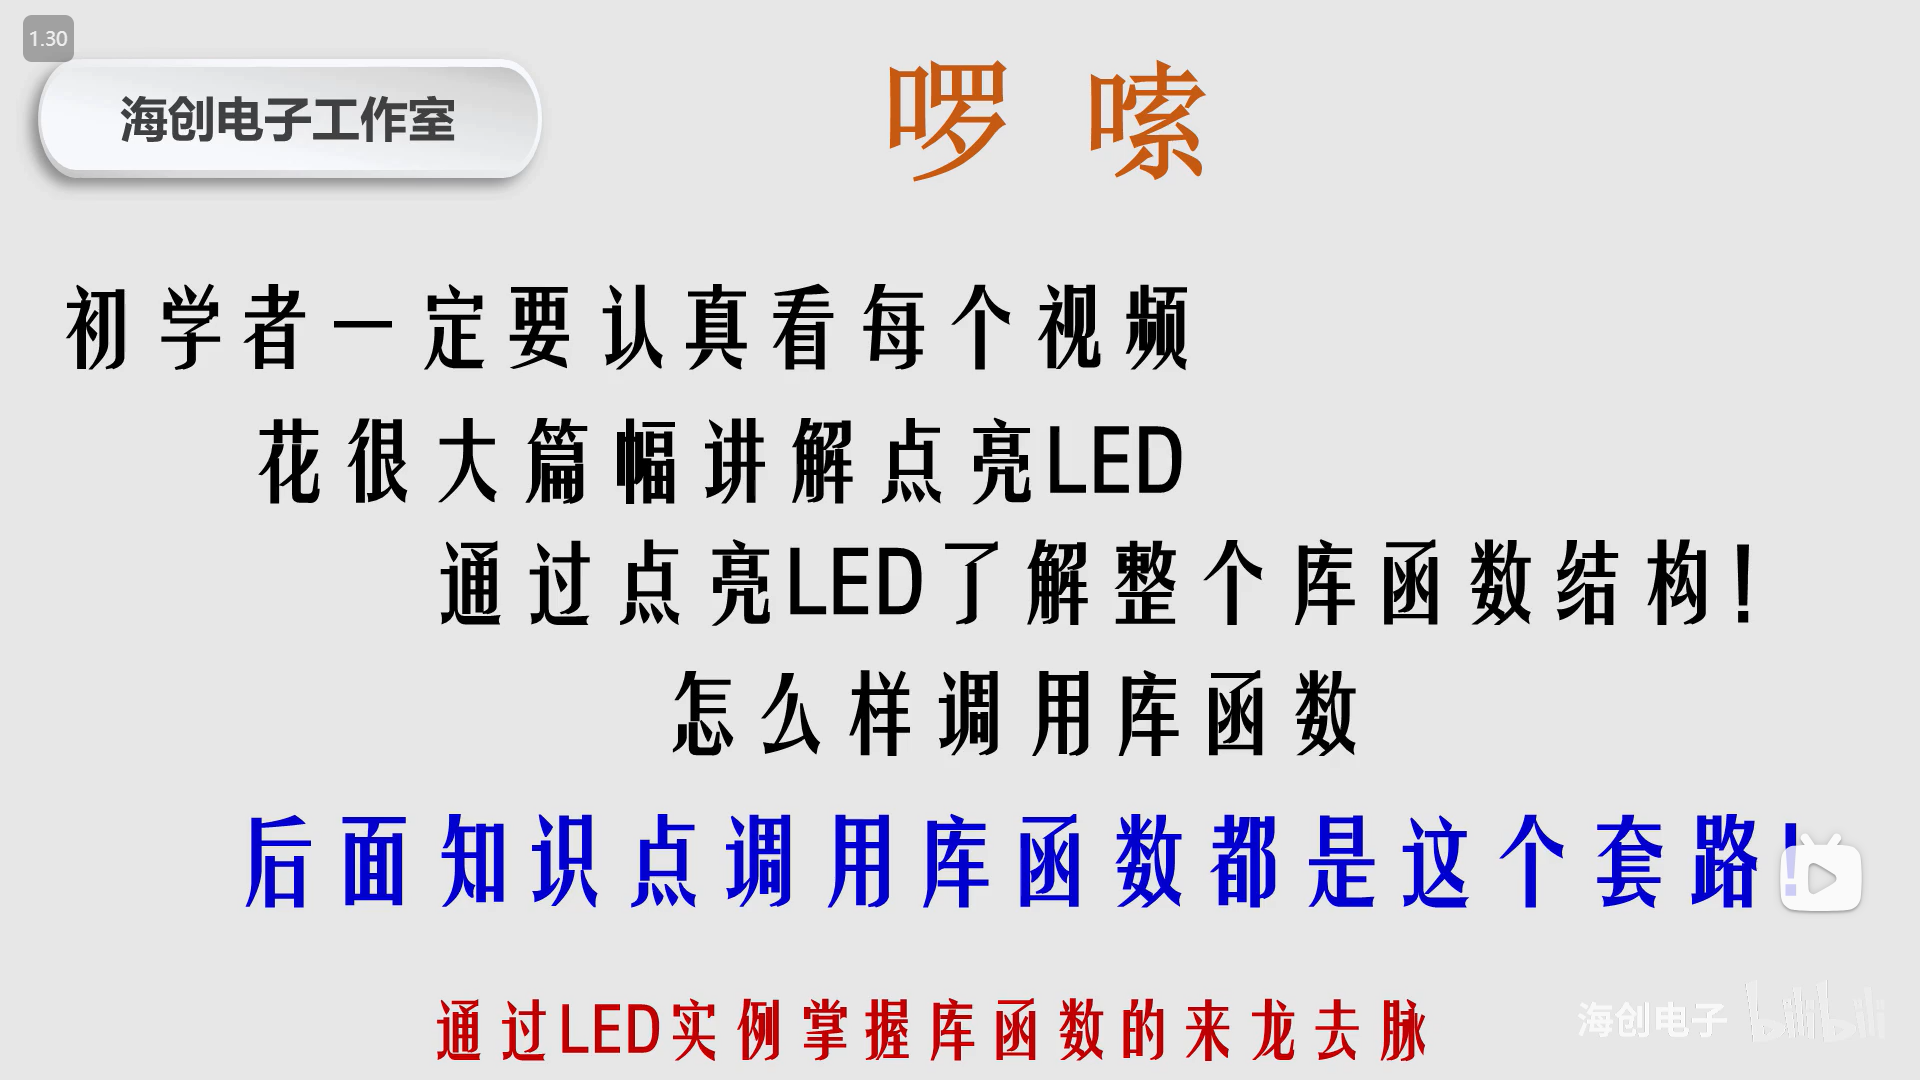 1.30
海创电子工作室
啰 嗦
初学者一定要认真看每个视频
花很大篇幅讲解点亮LED
通过点亮LED了解整个库函数结构!
怎么样调用库函数
后面知识点调用库函数都是这个套路!
通过LED实例掌握库函数的来龙去脉
海创电子 bilibili